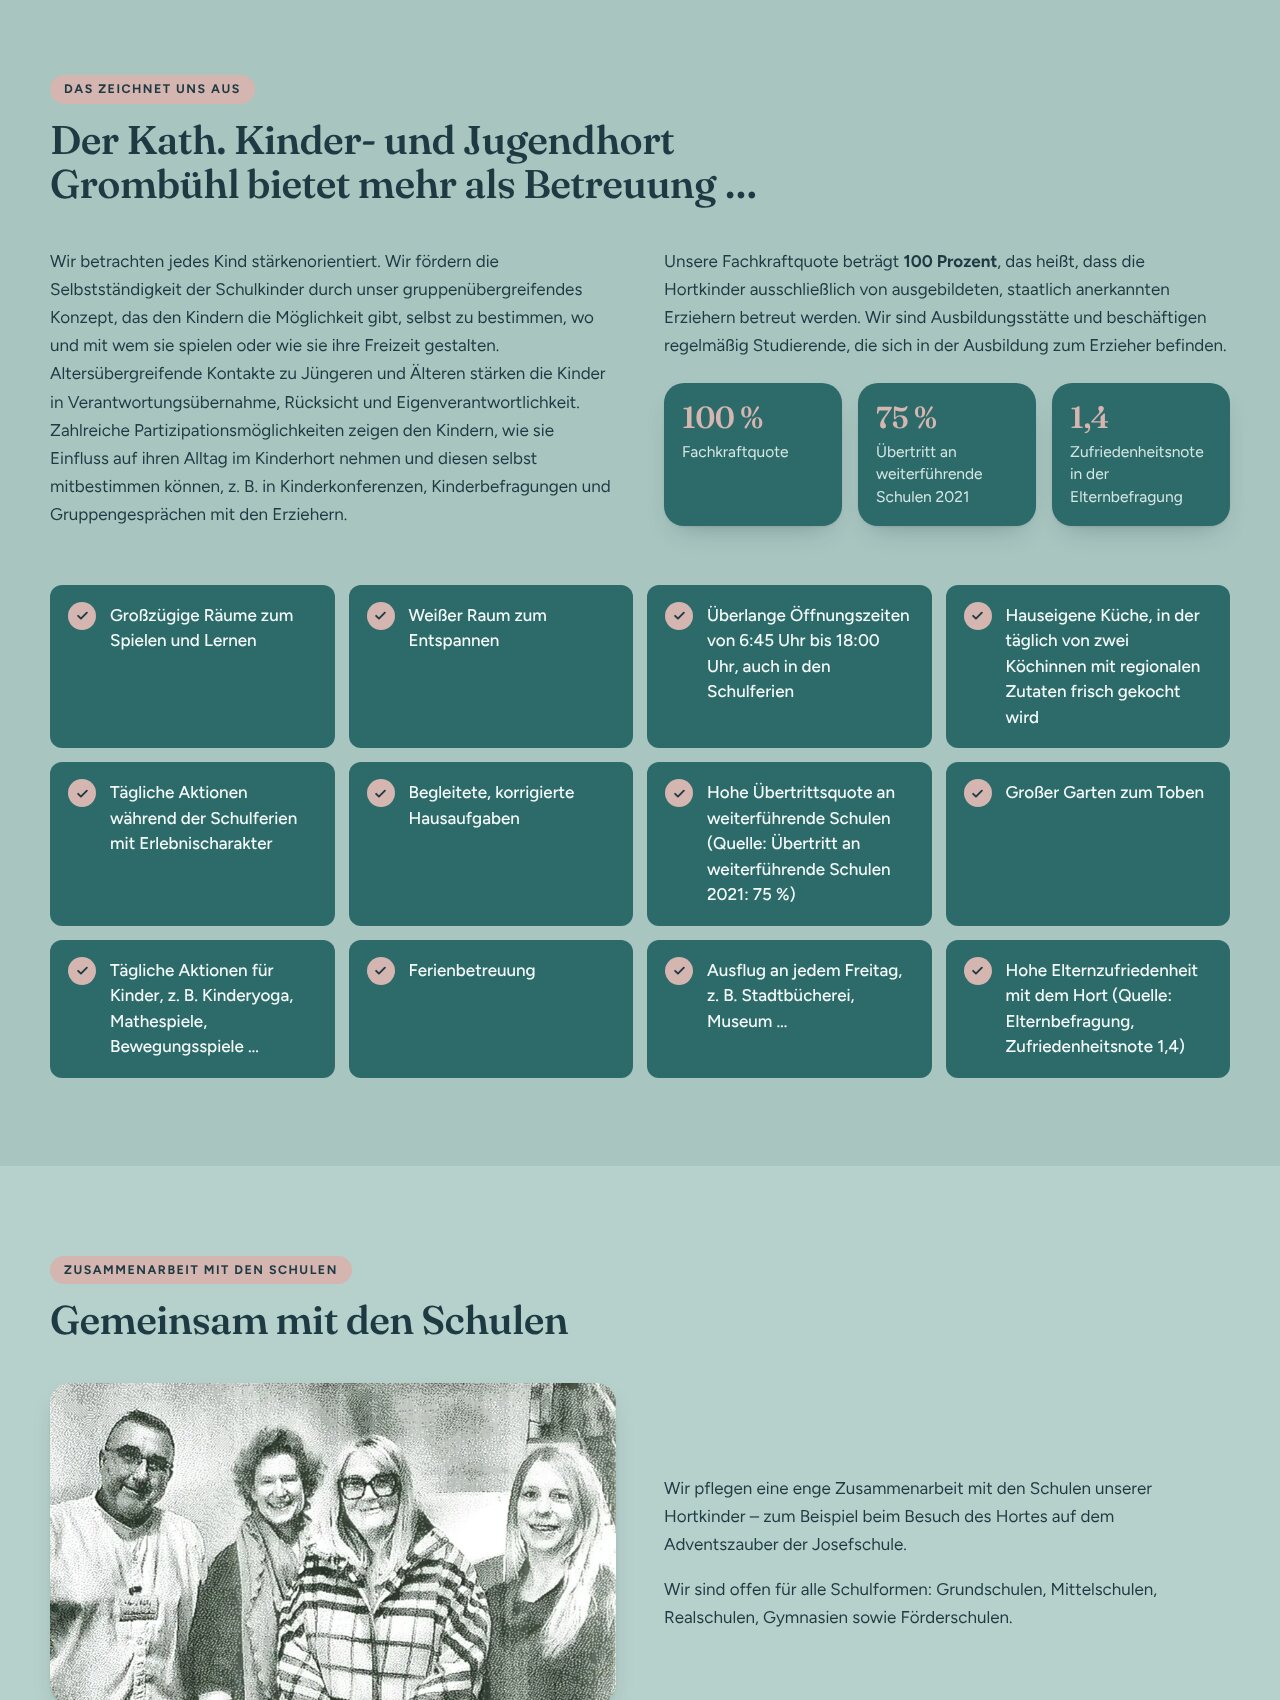 DAS ZEICHNET UNS AUS
Der Kath. Kinder- und Jugendhort
Grombühl bietet mehr als Betreuung ...
Wir betrachten jedes Kind stärkenorientiert. Wir fördern die
Selbstständigkeit der Schulkinder durch unser gruppenübergreifendes
Konzept, das den Kindern die Möglichkeit gibt, selbst zu bestimmen, wo
und mit wem sie spielen oder wie sie ihre Freizeit gestalten.
Altersübergreifende Kontakte zu Jüngeren und Älteren stärken die Kinder
in Verantwortungsübernahme, Rücksicht und Eigenverantwortlichkeit.
Zahlreiche Partizipationsmöglichkeiten zeigen den Kindern, wie sie
Einfluss auf ihren Alltag im Kinderhort nehmen und diesen selbst
mitbestimmen können, z. B. in Kinderkonferenzen, Kinderbefragungen und
Gruppengesprächen mit den Erziehern.
Unsere Fachkraftquote beträgt 100 Prozent, das heißt, dass die
Hortkinder ausschließlich von ausgebildeten, staatlich anerkannten
Erziehern betreut werden. Wir sind Ausbildungsstätte und beschäftigen
regelmäßig Studierende, die sich in der Ausbildung zum Erzieher befinden.
100 %
Fachkraftquote
75 %
Übertritt an
weiterführende
Schulen 2021
1,4
Zufriedenheitsnote
in der
Elternbefragung
Großzügige Räume zum
Spielen und Lernen
Weißer Raum zum
Entspannen
Überlange Öffnungszeiten
von 6:45 Uhr bis 18:00
Uhr, auch in den
Schulferien
Hauseigene Küche, in der
täglich von zwei
Köchinnen mit regionalen
Zutaten frisch gekocht
wird
Tägliche Aktionen
während der Schulferien
mit Erlebnischarakter
Begleitete, korrigierte
Hausaufgaben
Hohe Übertrittsquote an
weiterführende Schulen
(Quelle: Übertritt an
weiterführende Schulen
2021: 75 %)
Großer Garten zum Toben
Tägliche Aktionen für
Kinder, z. B. Kinderyoga,
Mathespiele,
Bewegungsspiele ...
Ferienbetreuung
Ausflug an jedem Freitag,
z. B. Stadtbücherei,
Museum ...
Hohe Elternzufriedenheit
mit dem Hort (Quelle:
Elternbefragung,
Zufriedenheitsnote 1,4)
ZUSAMMENARBEIT MIT DEN SCHULEN
Gemeinsam mit den Schulen
Wir pflegen eine enge Zusammenarbeit mit den Schulen unserer
Hortkinder – zum Beispiel beim Besuch des Hortes auf dem
Adventszauber der Josefschule.
Wir sind offen für alle Schulformen: Grundschulen, Mittelschulen,
Realschulen, Gymnasien sowie Förderschulen.